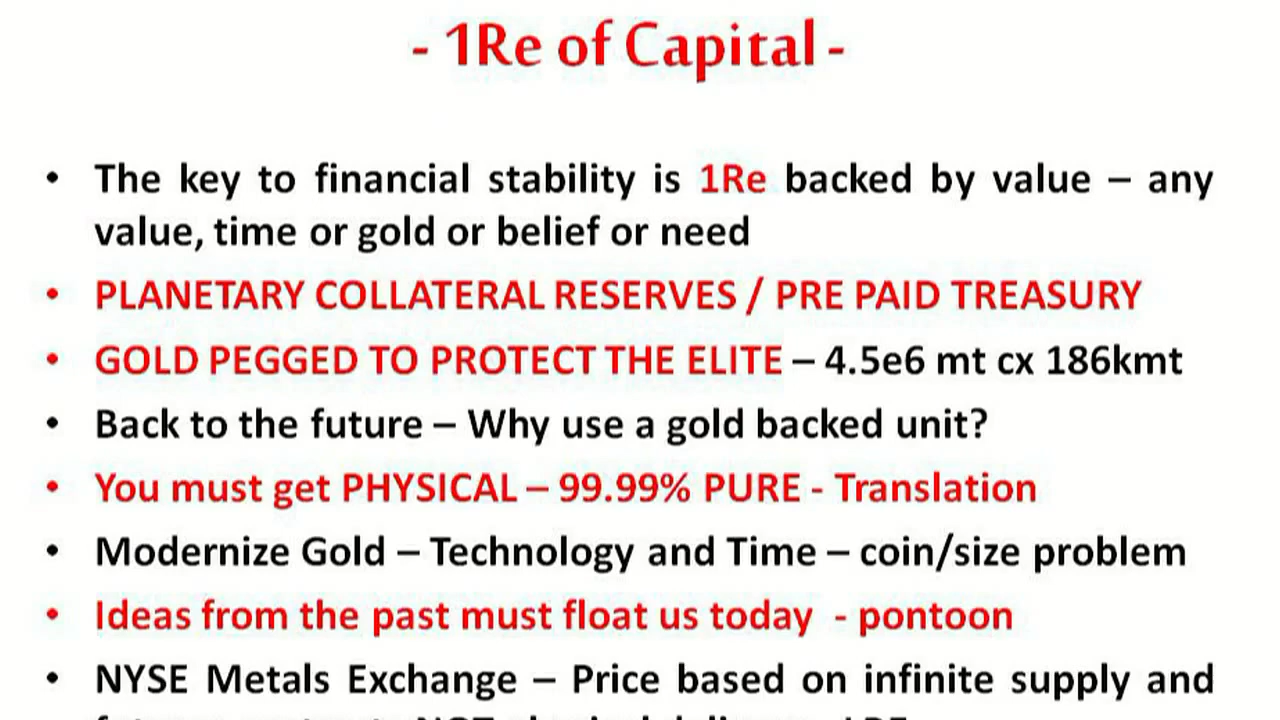 - 1Re of Capital -
• The key to financial stability is 1Re backed by value – any
value, time or gold or belief or need
• PLANETARY COLLATERAL RESERVES / PRE PAID TREASURY
• GOLD PEGGED TO PROTECT THE ELITE – 4.5e6 mt cx 186kmt
• Back to the future – Why use a gold backed unit?
• You must get PHYSICAL – 99.99% PURE - Translation
• Modernize Gold – Technology and Time – coin/size problem
• Ideas from the past must float us today - pontoon
• NYSE Metals Exchange – Price based on infinite supply and